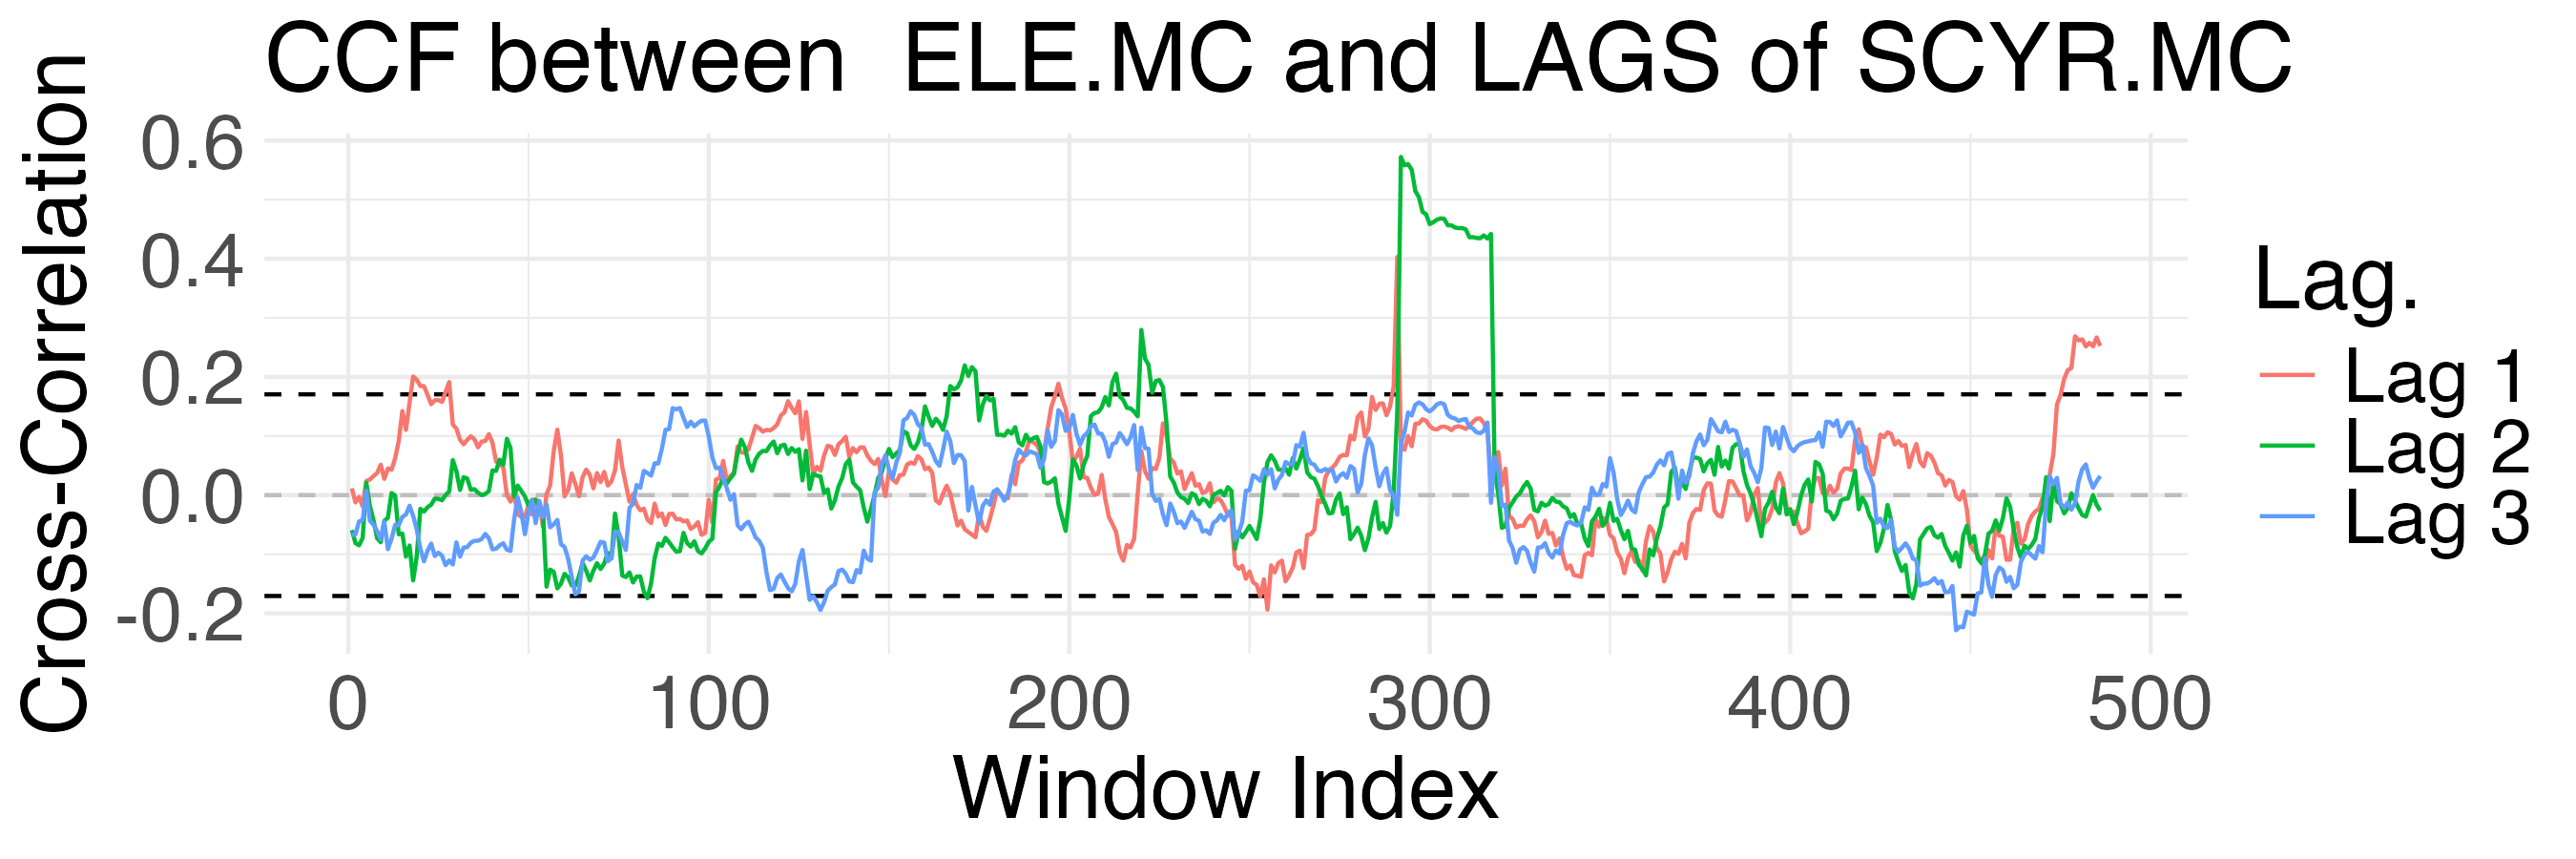 CCF between  ELE.MC and LAGS of SCYR.MC
Cross-Correlation
0.6
0.4
0.2
0.0
-0.2
0 100 200 300 400 500
Window Index
Lag.
Lag 1
Lag 2
Lag 3